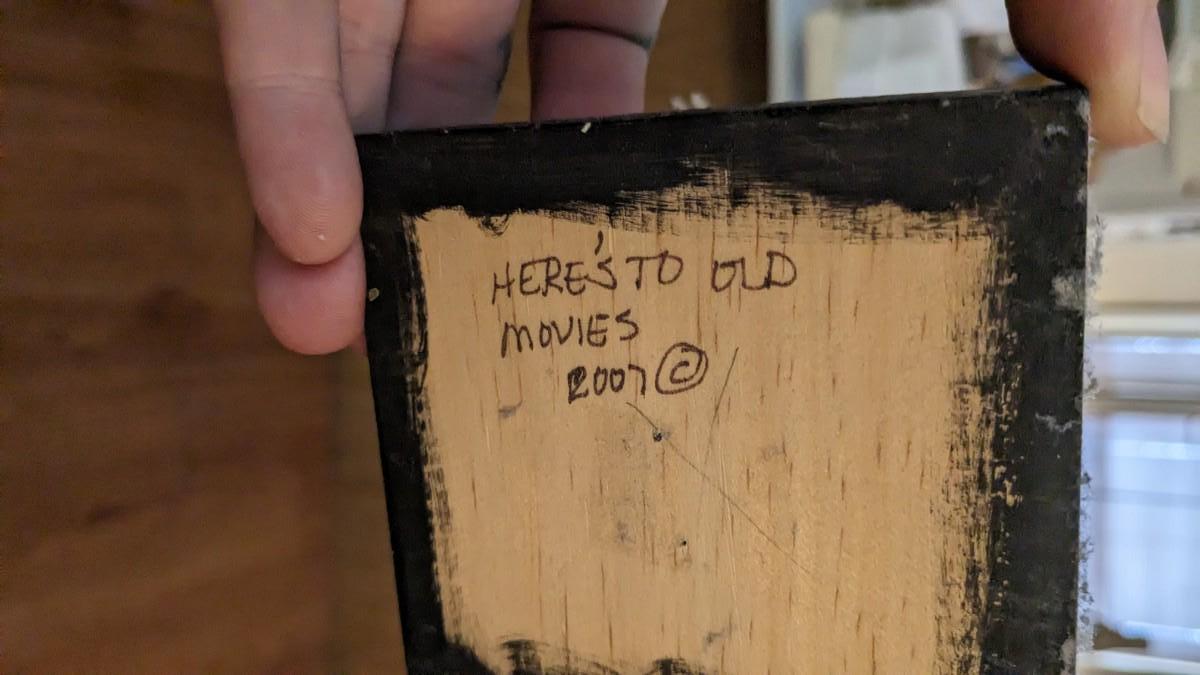 HERE'S TO OLD
MOVIES
2007 ©